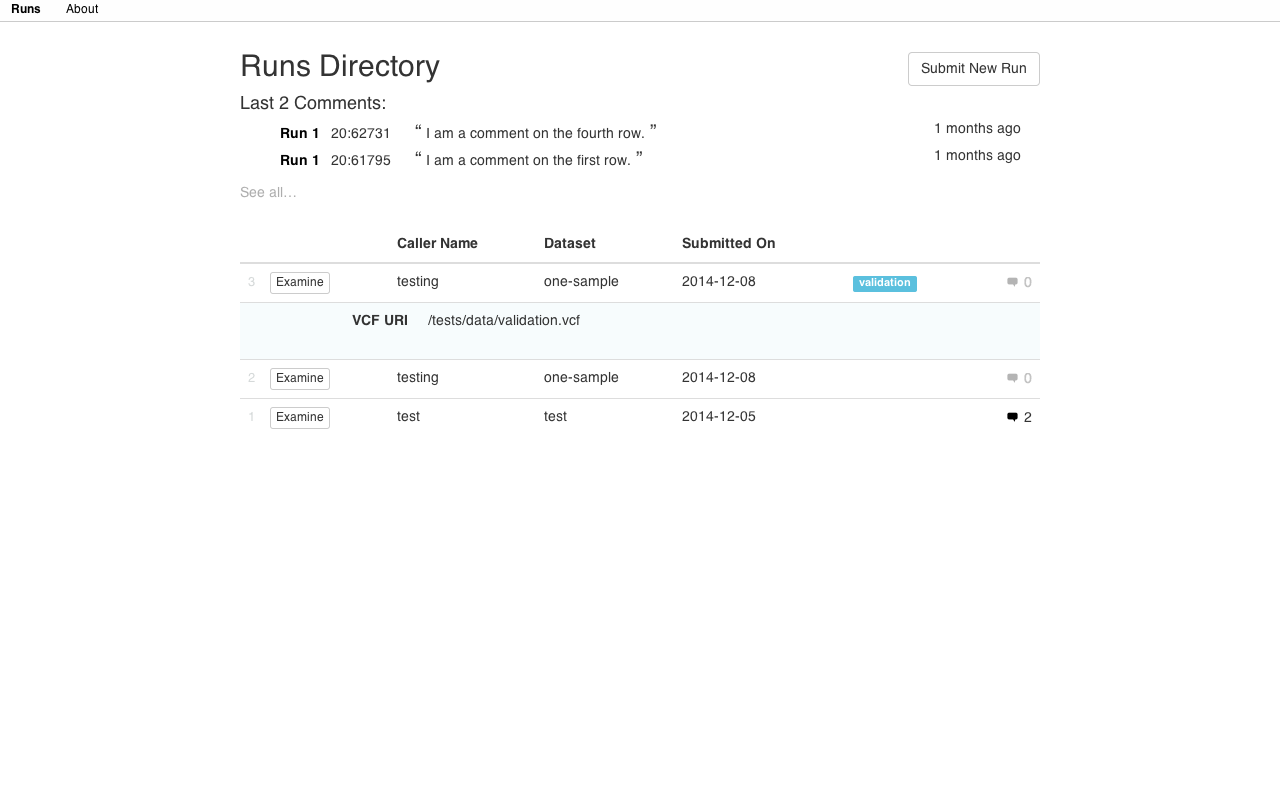 Runs About
Runs Directory
Submit New Run
Last 2 Comments:
Run 1 20:62731 “ I am a comment on the fourth row. ” 1 months ago
Run 1 20:61795 “ I am a comment on the first row. ” 1 months ago
See all...
Caller Name Dataset Submitted On
3 Examine testing one-sample 2014-12-08 validation 0
VCF URI /tests/data/validation.vcf
2 Examine testing one-sample 2014-12-08 0
1 Examine test test 2014-12-05 2